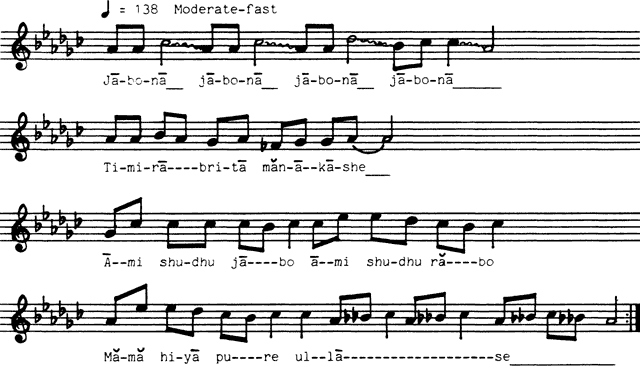 ♩ = 138 Moderate-fast
Jā-bo-nā__ jā-bo-nā__ jā-bo-nā__ jā-bo-nā______
Ti-mi-rā----bri-tā măn-ā--kā-she___
Ā--mi shu-dhu jā----bo ā--mi shu-dhu ră----bo
Mă-mă hi-yā pu----re ul--lā-------------------se_____________